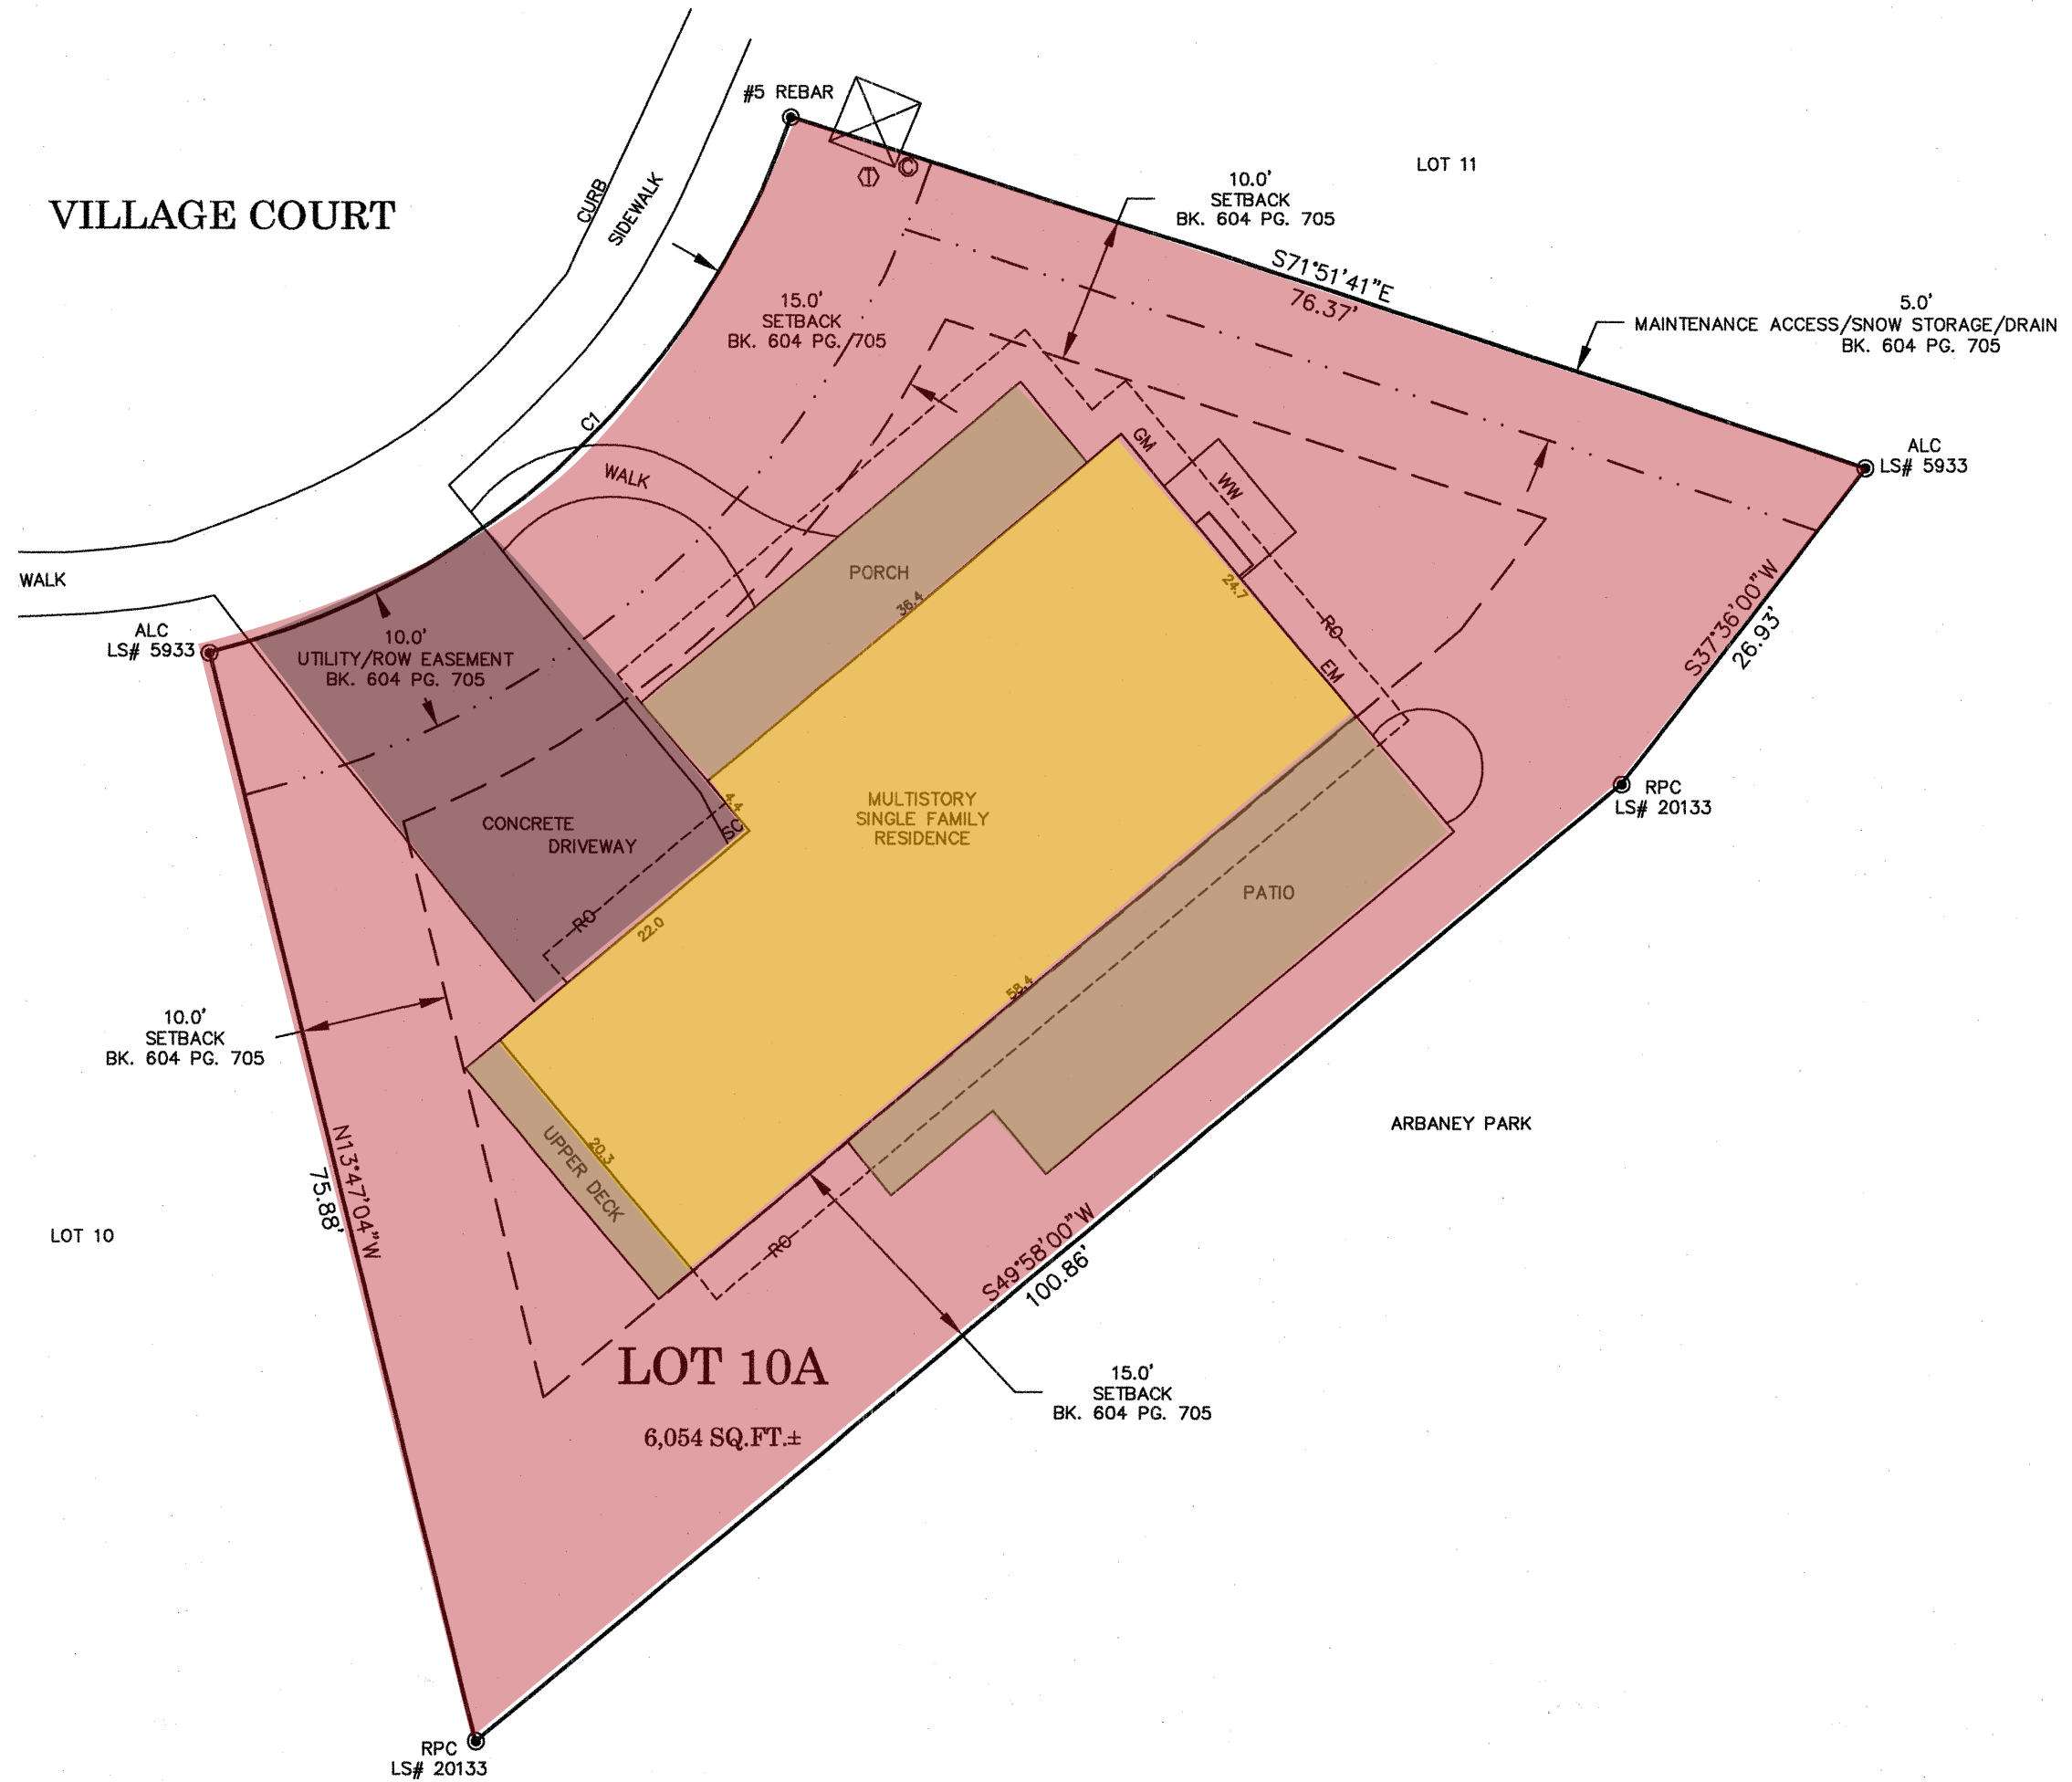 #5 REBAR
LOT 11
VILLAGE COURT
CURB
SIDEWALK
10.0'
SETBACK
BK. 604 PG. 705
S71°51'41"E
76.37'
5.0'
MAINTENANCE ACCESS/SNOW STORAGE/DRAIN
BK. 604 PG. 705
T
C
15.0'
SETBACK
BK. 604 PG. 705
C1
WALK
GM
WW
ALC
LS# 5933
WALK
PORCH
36.4
24.7
RO
EM
S37°36'00"W
26.93'
ALC
LS# 5933
10.0'
UTILITY/ROW EASEMENT
BK. 604 PG. 705
RPC
LS# 20133
CONCRETE
DRIVEWAY
4.4
SC
MULTISTORY
SINGLE FAMILY
RESIDENCE
PATIO
RO
22.0
58.4
10.0'
SETBACK
BK. 604 PG. 705
UPPER DECK
20.3
ARBANEY PARK
N13°47'04"W
75.88'
LOT 10
RO
S49°58'00"W
100.86'
LOT 10A
6,054 SQ.FT.±
15.0'
SETBACK
BK. 604 PG. 705
RPC
LS# 20133